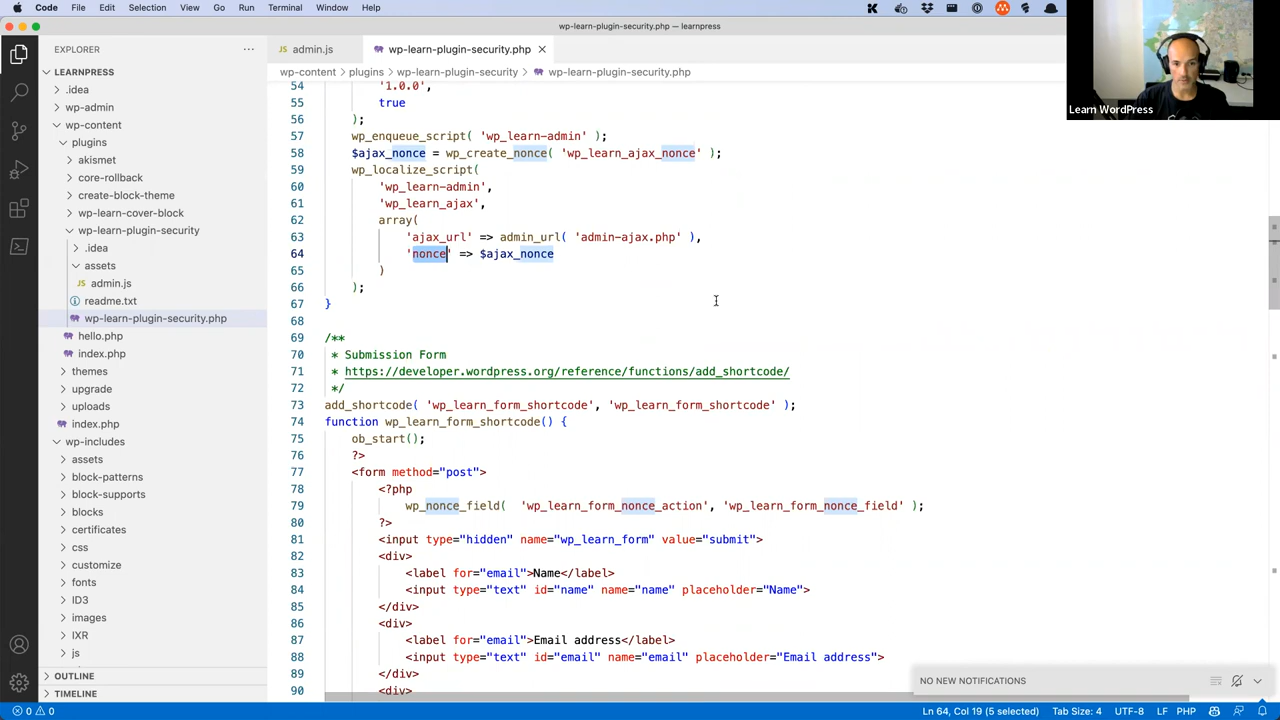 Code File Edit Selection View Go Run Terminal Window Help
wp-learn-plugin-security.php — learnpress
EXPLORER
LEARNPRESS
.idea
wp-admin
wp-content
plugins
akismet
core-rollback
create-block-theme
wp-learn-cover-block
wp-learn-plugin-security
.idea
assets
admin.js
readme.txt
wp-learn-plugin-security.php
hello.php
index.php
themes
upgrade
uploads
index.php
wp-includes
assets
block-patterns
block-supports
blocks
certificates
css
customize
fonts
ID3
images
IXR
js
OUTLINE
TIMELINE
JS admin.js
wp-learn-plugin-security.php
wp-content > plugins > wp-learn-plugin-security > wp-learn-plugin-security.php
54 '1.0.0',
55 true
56 );
57 wp_enqueue_script( 'wp_learn-admin' );
58 $ajax_nonce = wp_create_nonce( 'wp_learn_ajax_nonce' );
59 wp_localize_script(
60 'wp_learn-admin',
61 'wp_learn_ajax',
62 array(
63 'ajax_url' => admin_url( 'admin-ajax.php' ),
64 'nonce' => $ajax_nonce
65 )
66 );
67 }
68
69 /**
70 * Submission Form
71 * https://developer.wordpress.org/reference/functions/add_shortcode/
72 */
73 add_shortcode( 'wp_learn_form_shortcode', 'wp_learn_form_shortcode' );
74 function wp_learn_form_shortcode() {
75 ob_start();
76 ?>
77 <form method="post">
78 <?php
79 wp_nonce_field( 'wp_learn_form_nonce_action', 'wp_learn_form_nonce_field' );
80 ?>
81 <input type="hidden" name="wp_learn_form" value="submit">
82 <div>
83 <label for="email">Name</label>
84 <input type="text" id="name" name="name" placeholder="Name">
85 </div>
86 <div>
87 <label for="email">Email address</label>
88 <input type="text" id="email" name="email" placeholder="Email address">
89 </div>
90 <div>
Learn WordPress
NO NEW NOTIFICATIONS
0 0
Ln 64, Col 19 (5 selected) Tab Size: 4 UTF-8 LF PHP